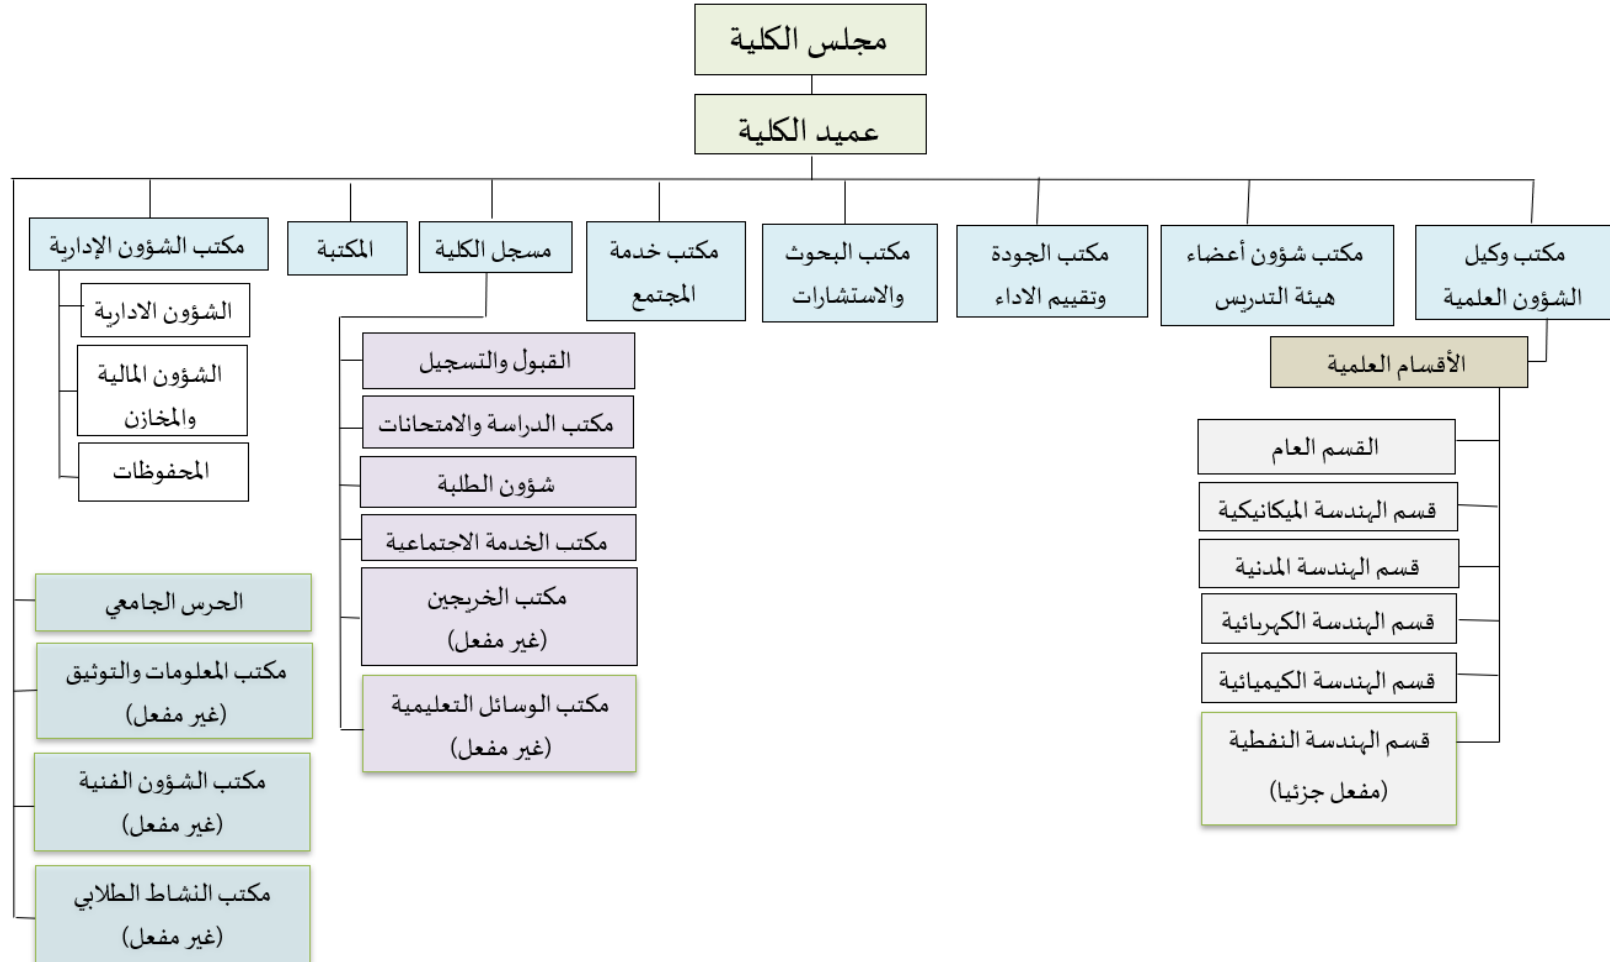 مجلس الكلية
عميد الكلية
مكتب وكيل
الشؤون العلمية
مكتب شؤون أعضاء
هيئة التدريس
مكتب الجودة
وتقييم الاداء
مكتب البحوث
والاستشارات
مكتب خدمة
المجتمع
مسجل الكلية
المكتبة
مكتب الشؤون الإدارية
الأقسام العلمية
القسم العام
قسم الهندسة الميكانيكية
قسم الهندسة المدنية
قسم الهندسة الكهربائية
قسم الهندسة الكيميائية
قسم الهندسة النفطية
(مفعل جزئيا)
القبول والتسجيل
مكتب الدراسة والامتحانات
شؤون الطلبة
مكتب الخدمة الاجتماعية
مكتب الخريجين
(غير مفعل)
مكتب الوسائل التعليمية
(غير مفعل)
الشؤون الادارية
الشؤون المالية
والمخازن
المحفوظات
الحرس الجامعي
مكتب المعلومات والتوثيق
(غير مفعل)
مكتب الشؤون الفنية
(غير مفعل)
مكتب النشاط الطلابي
(غير مفعل)